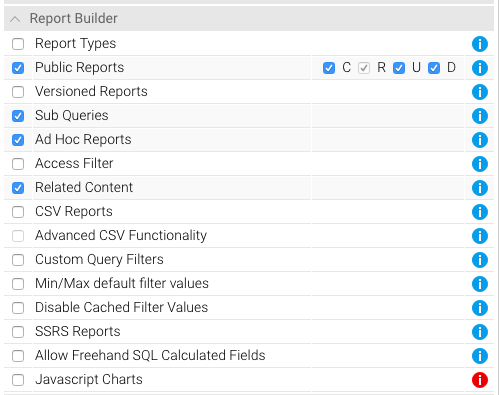 Report Builder
Report Types
Public Reports C R U D
Versioned Reports
Sub Queries
Ad Hoc Reports
Access Filter
Related Content
CSV Reports
Advanced CSV Functionality
Custom Query Filters
Min/Max default filter values
Disable Cached Filter Values
SSRS Reports
Allow Freehand SQL Calculated Fields
Javascript Charts